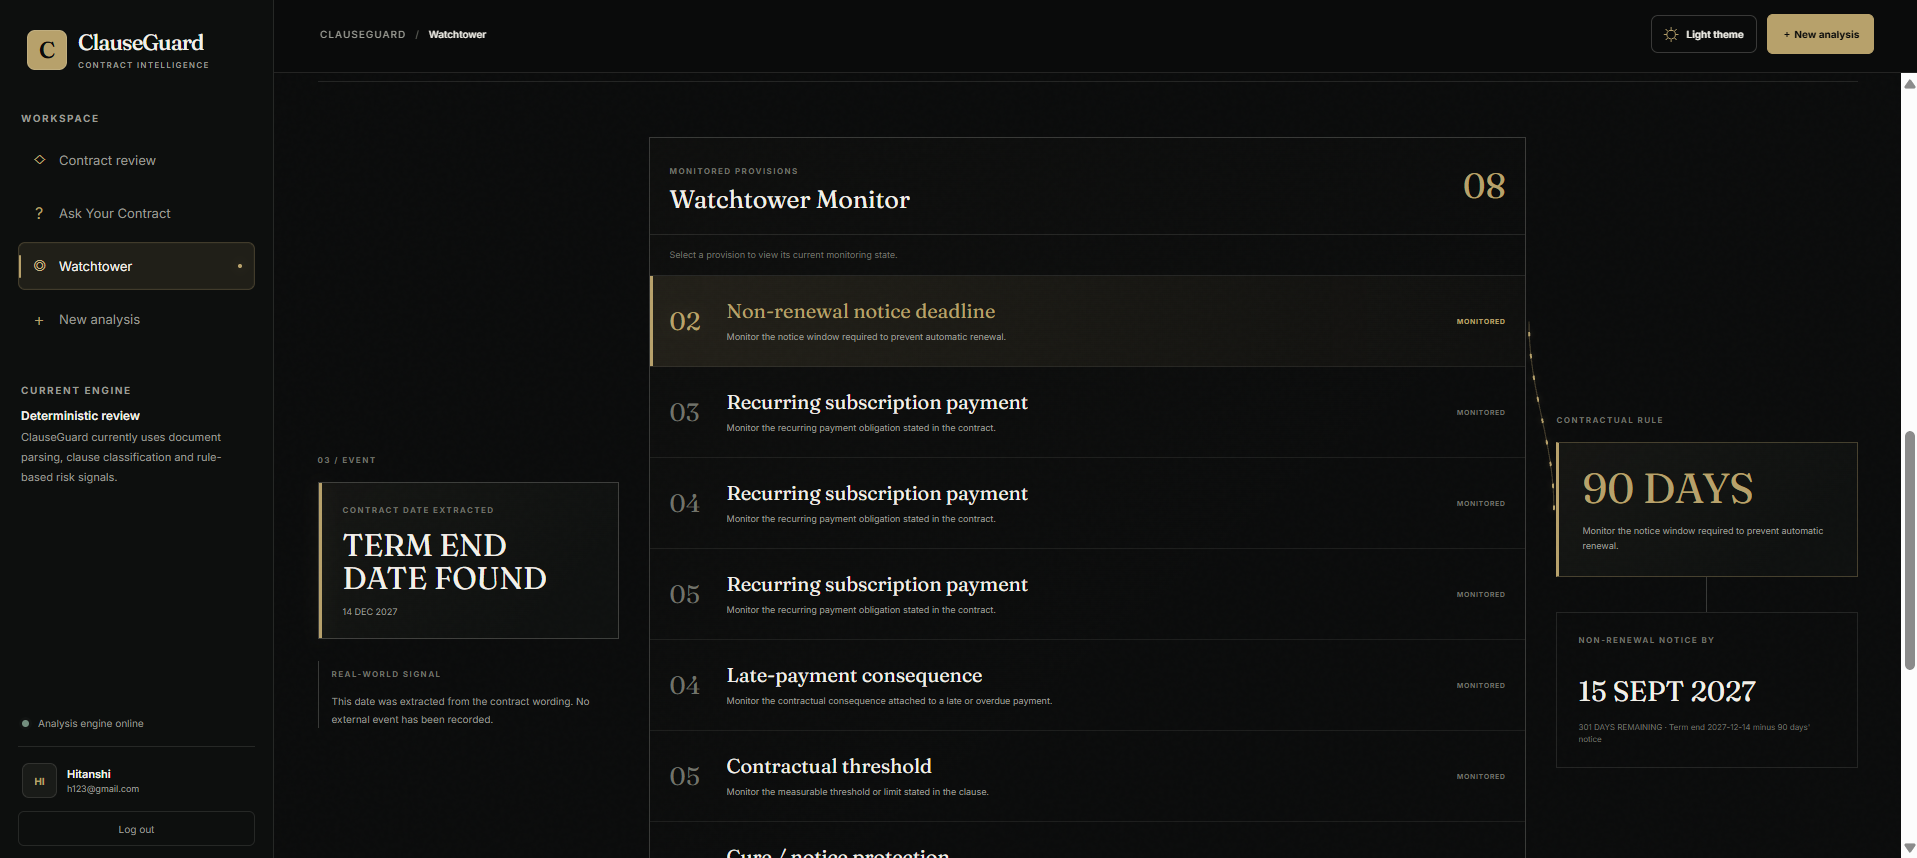 C
ClauseGuard
CONTRACT INTELLIGENCE
WORKSPACE
Contract review
? Ask Your Contract
Watchtower
+ New analysis
CURRENT ENGINE
Deterministic review
ClauseGuard currently uses document
parsing, clause classification and rule-
based risk signals.
Analysis engine online
HI
Hitanshi
h123@gmail.com
Log out
CLAUSEGUARD / Watchtower
Light theme
+ New analysis
03 / EVENT
CONTRACT DATE EXTRACTED
TERM END
DATE FOUND
14 DEC 2027
REAL-WORLD SIGNAL
This date was extracted from the contract wording. No
external event has been recorded.
MONITORED PROVISIONS
Watchtower Monitor
08
Select a provision to view its current monitoring state.
02
Non-renewal notice deadline
Monitor the notice window required to prevent automatic renewal.
MONITORED
03
Recurring subscription payment
Monitor the recurring payment obligation stated in the contract.
MONITORED
04
Recurring subscription payment
Monitor the recurring payment obligation stated in the contract.
MONITORED
05
Recurring subscription payment
Monitor the recurring payment obligation stated in the contract.
MONITORED
04
Late-payment consequence
Monitor the contractual consequence attached to a late or overdue payment.
MONITORED
05
Contractual threshold
Monitor the measurable threshold or limit stated in the clause.
MONITORED
Cure / notice protection
CONTRACTUAL RULE
90 DAYS
Monitor the notice window required to prevent automatic
renewal.
NON-RENEWAL NOTICE BY
15 SEPT 2027
301 DAYS REMAINING · Term end 2027-12-14 minus 90 days'
notice